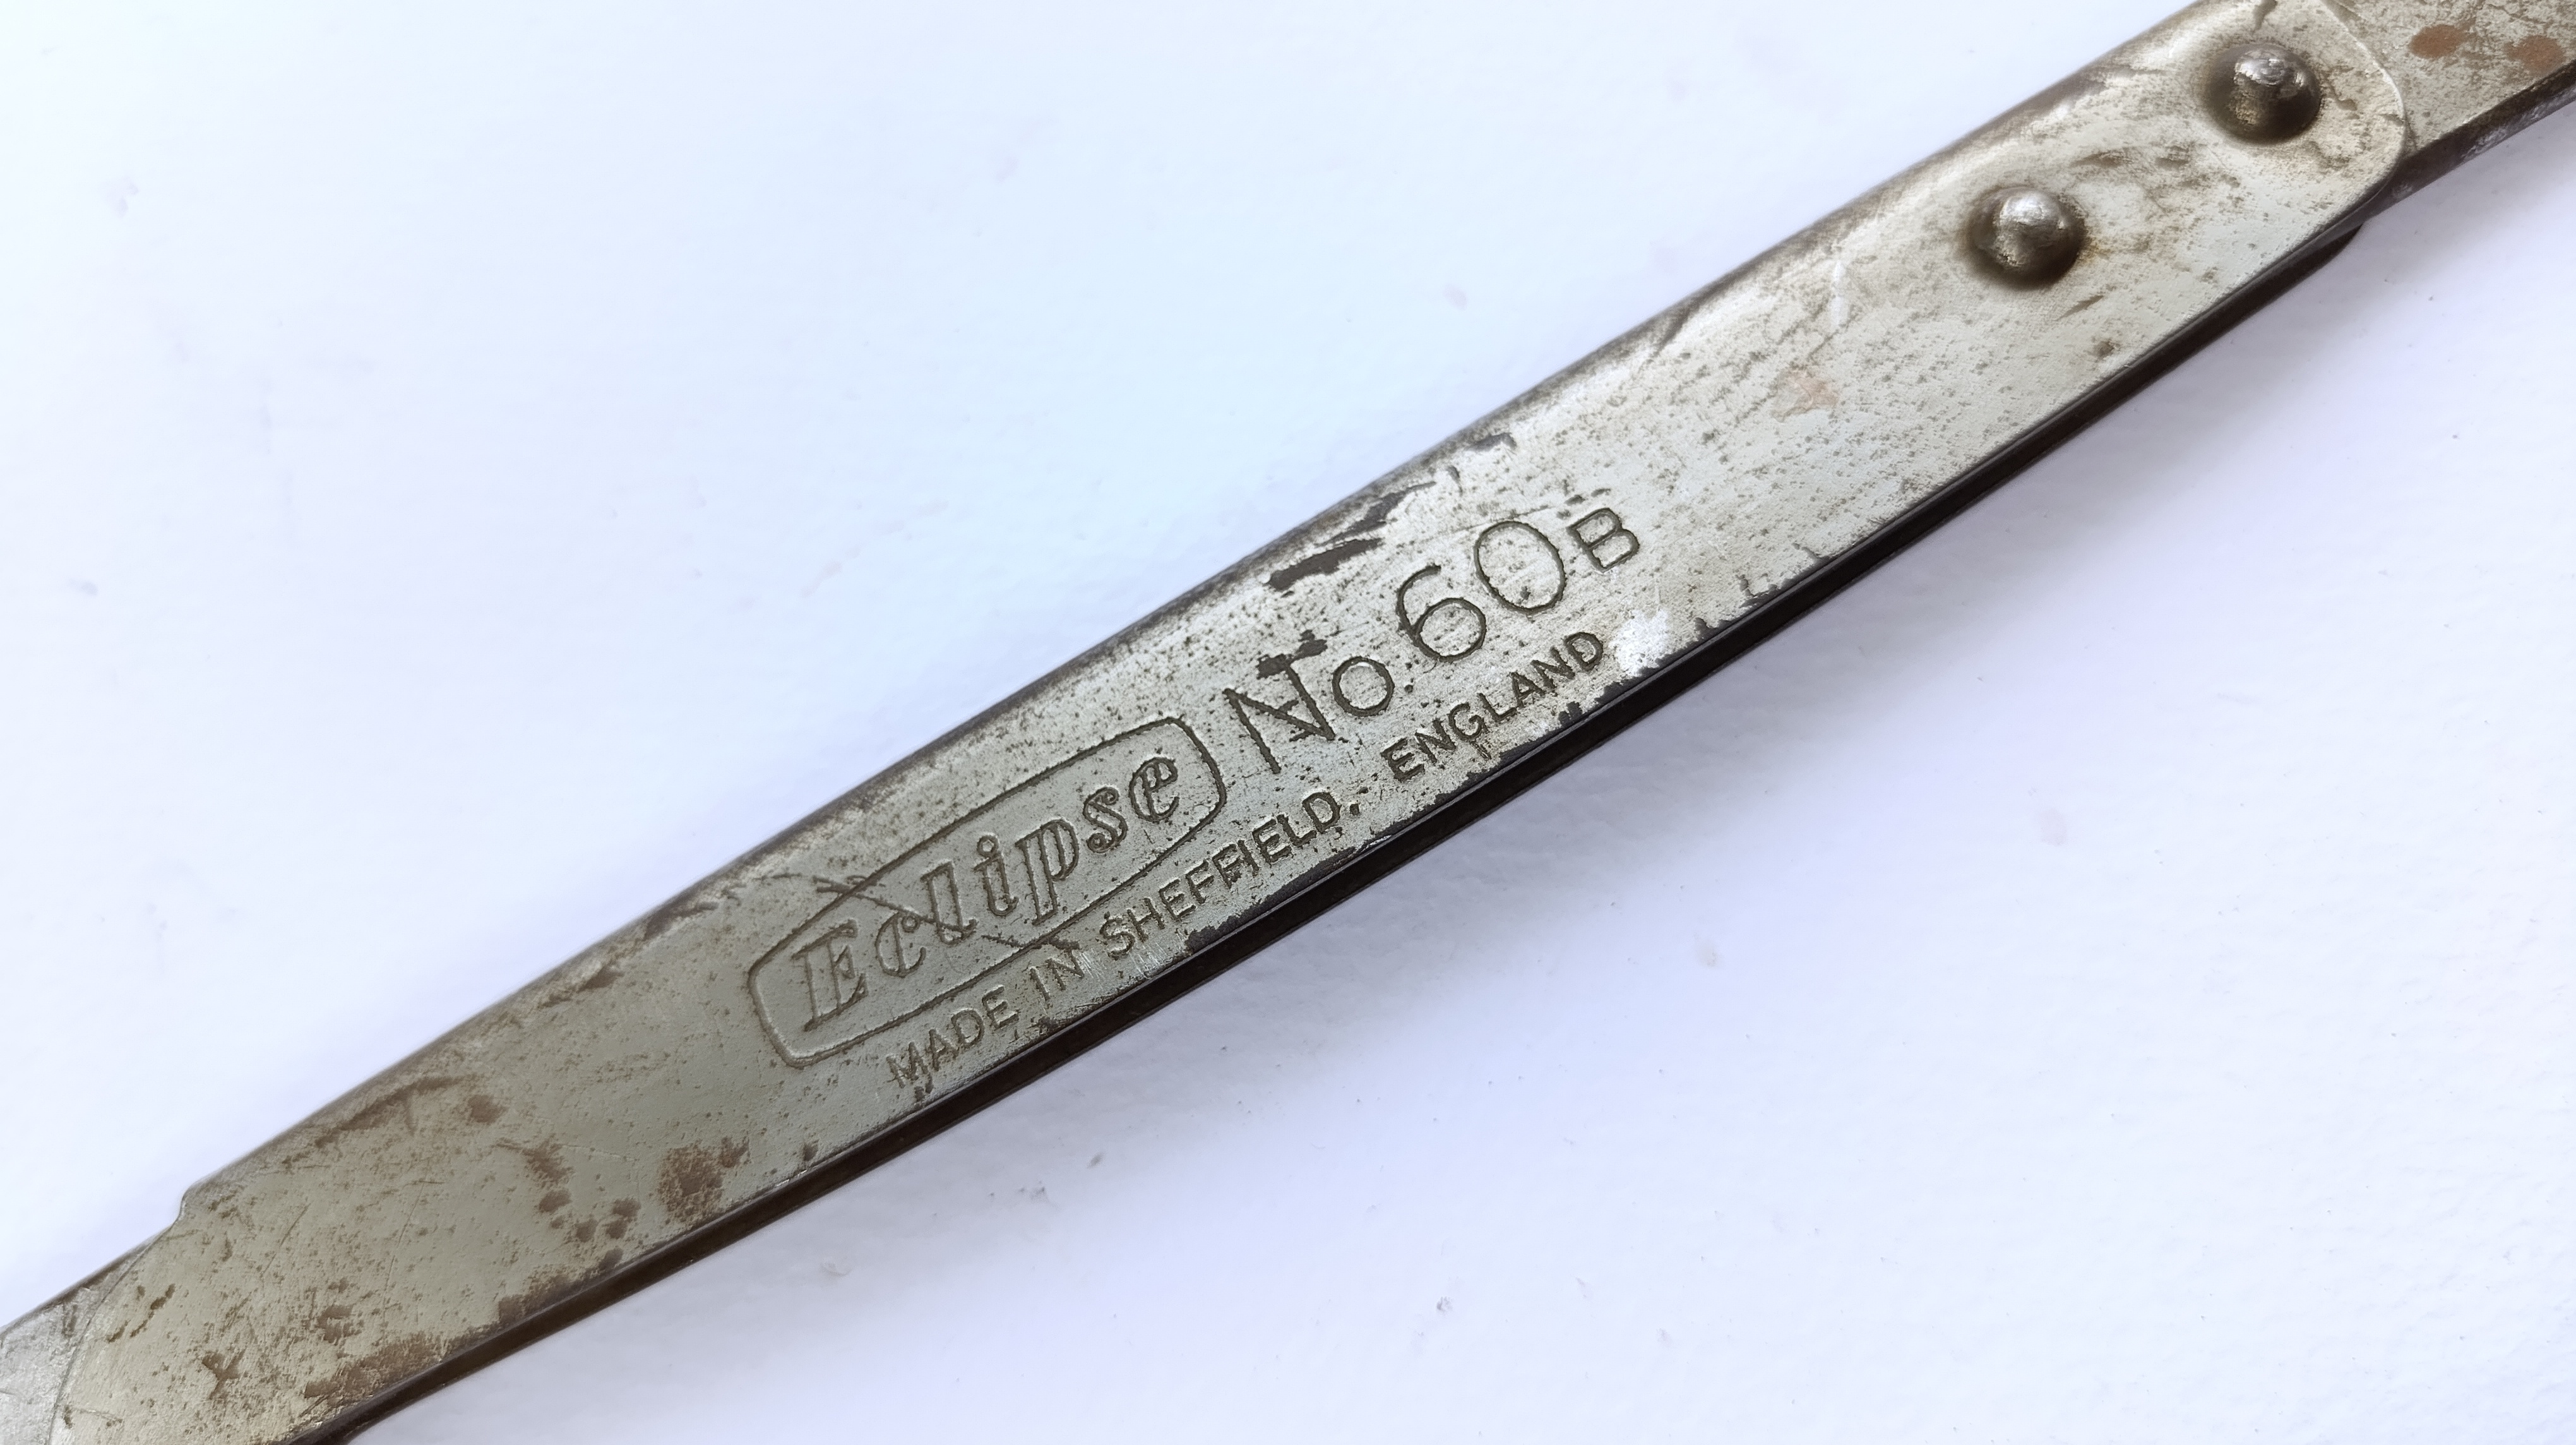 Eclipse No. 60B
MADE IN SHEFFIELD, ENGLAND